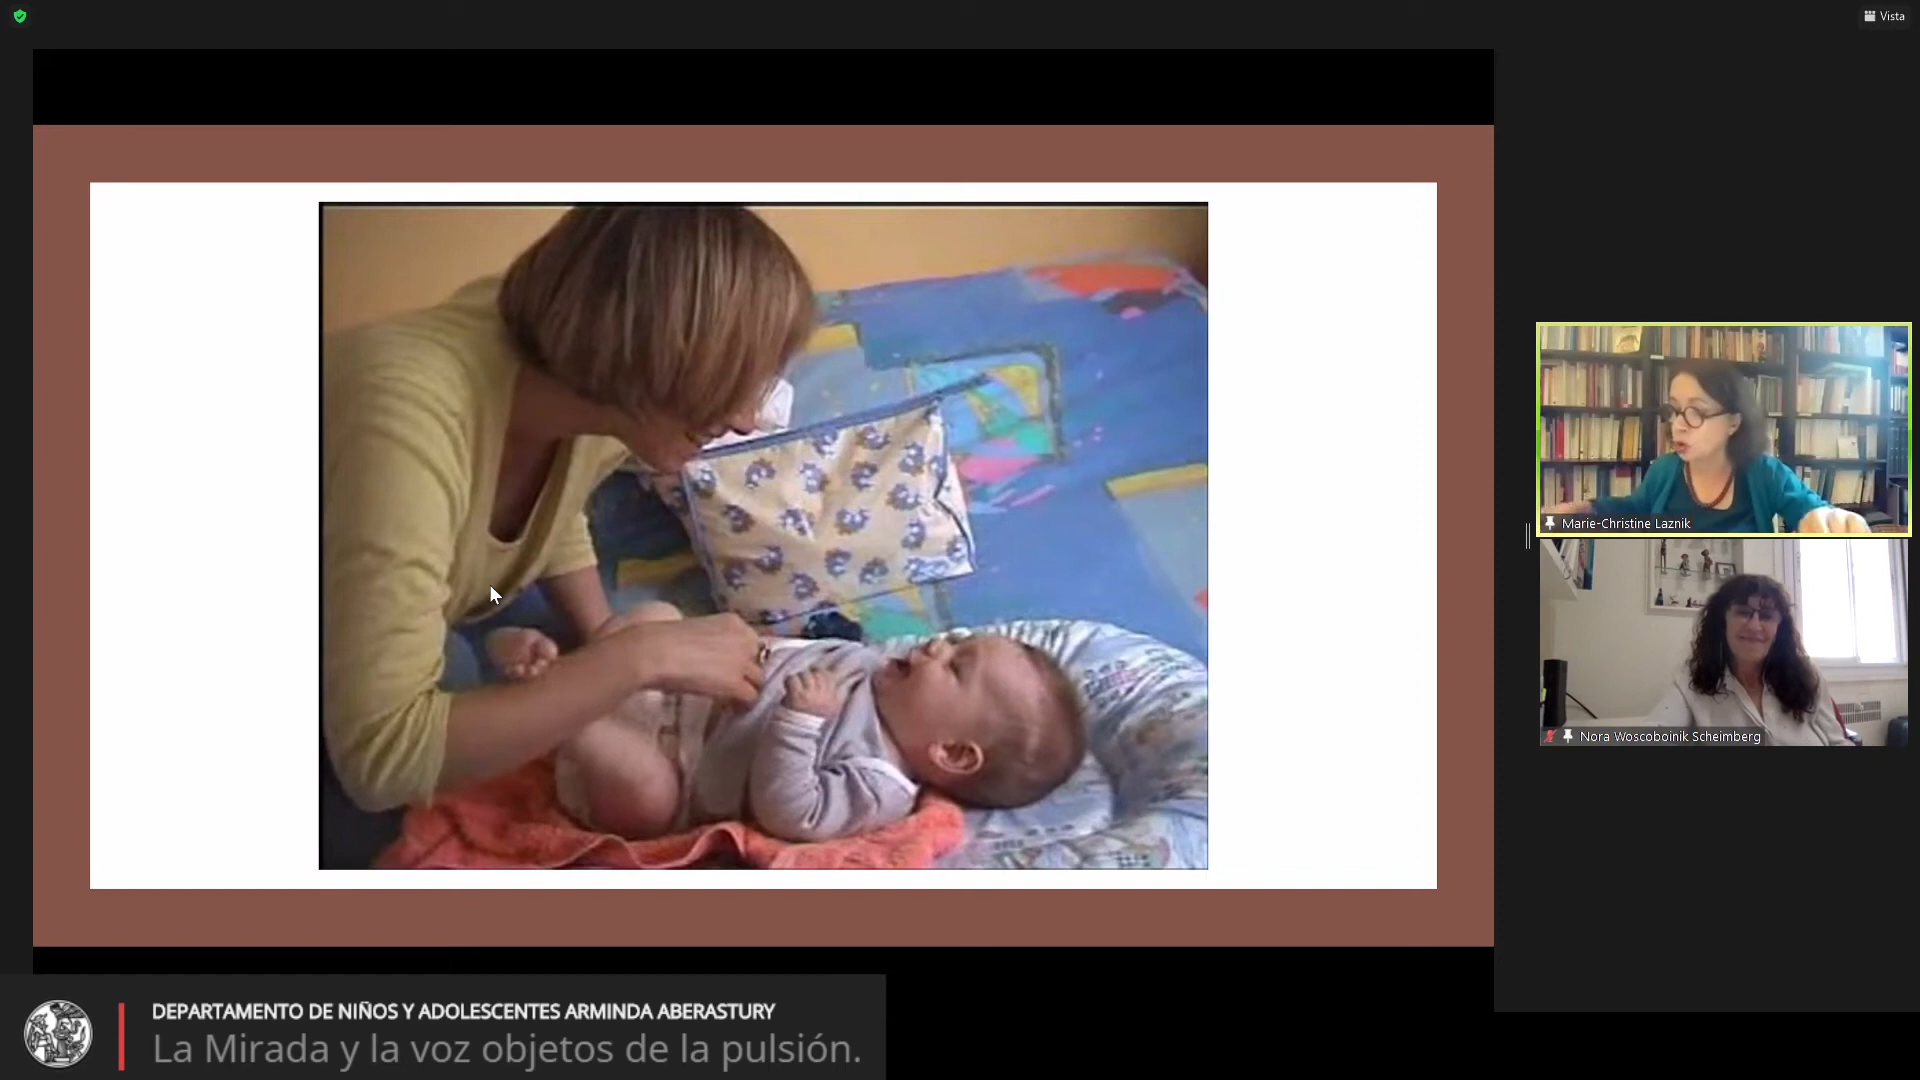 Vista
Marie-Christine Laznik
Nora Woscoboinik Scheimberg
DEPARTAMENTO DE NIÑOS Y ADOLESCENTES ARMINDA ABERASTURY
La Mirada y la voz objetos de la pulsión.